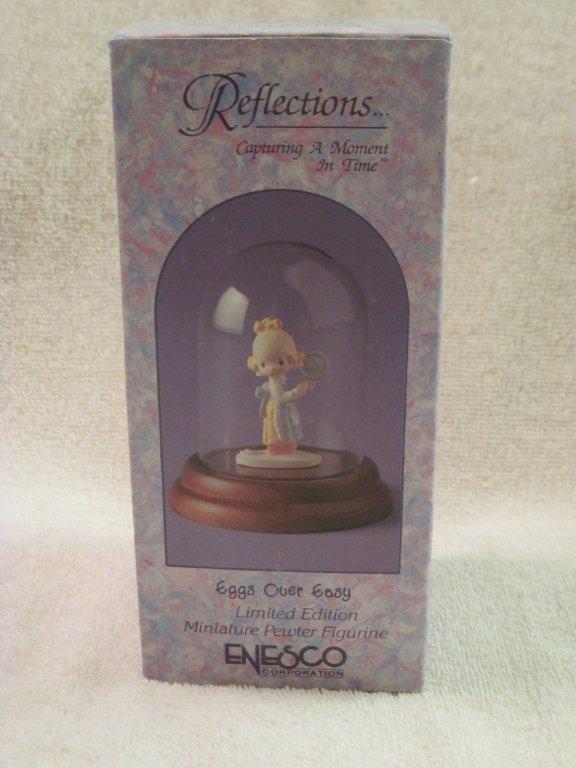 Reflections...
Capturing A Moment
In Time™
Eggs Over Easy
Limited Edition
Miniature Pewter Figurine
ENESCO
CORPORATION